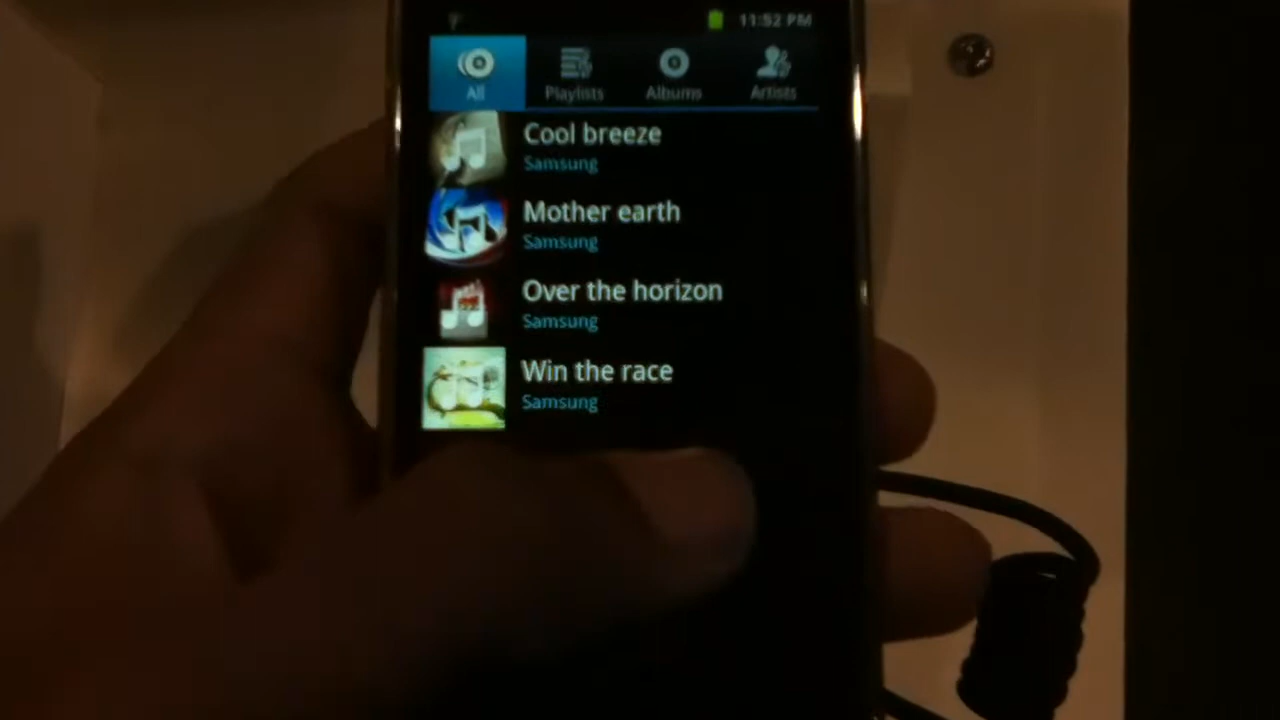 11:52 PM
All Playlists Albums Artists
Cool breeze
Samsung
Mother earth
Samsung
Over the horizon
Samsung
Win the race
Samsung